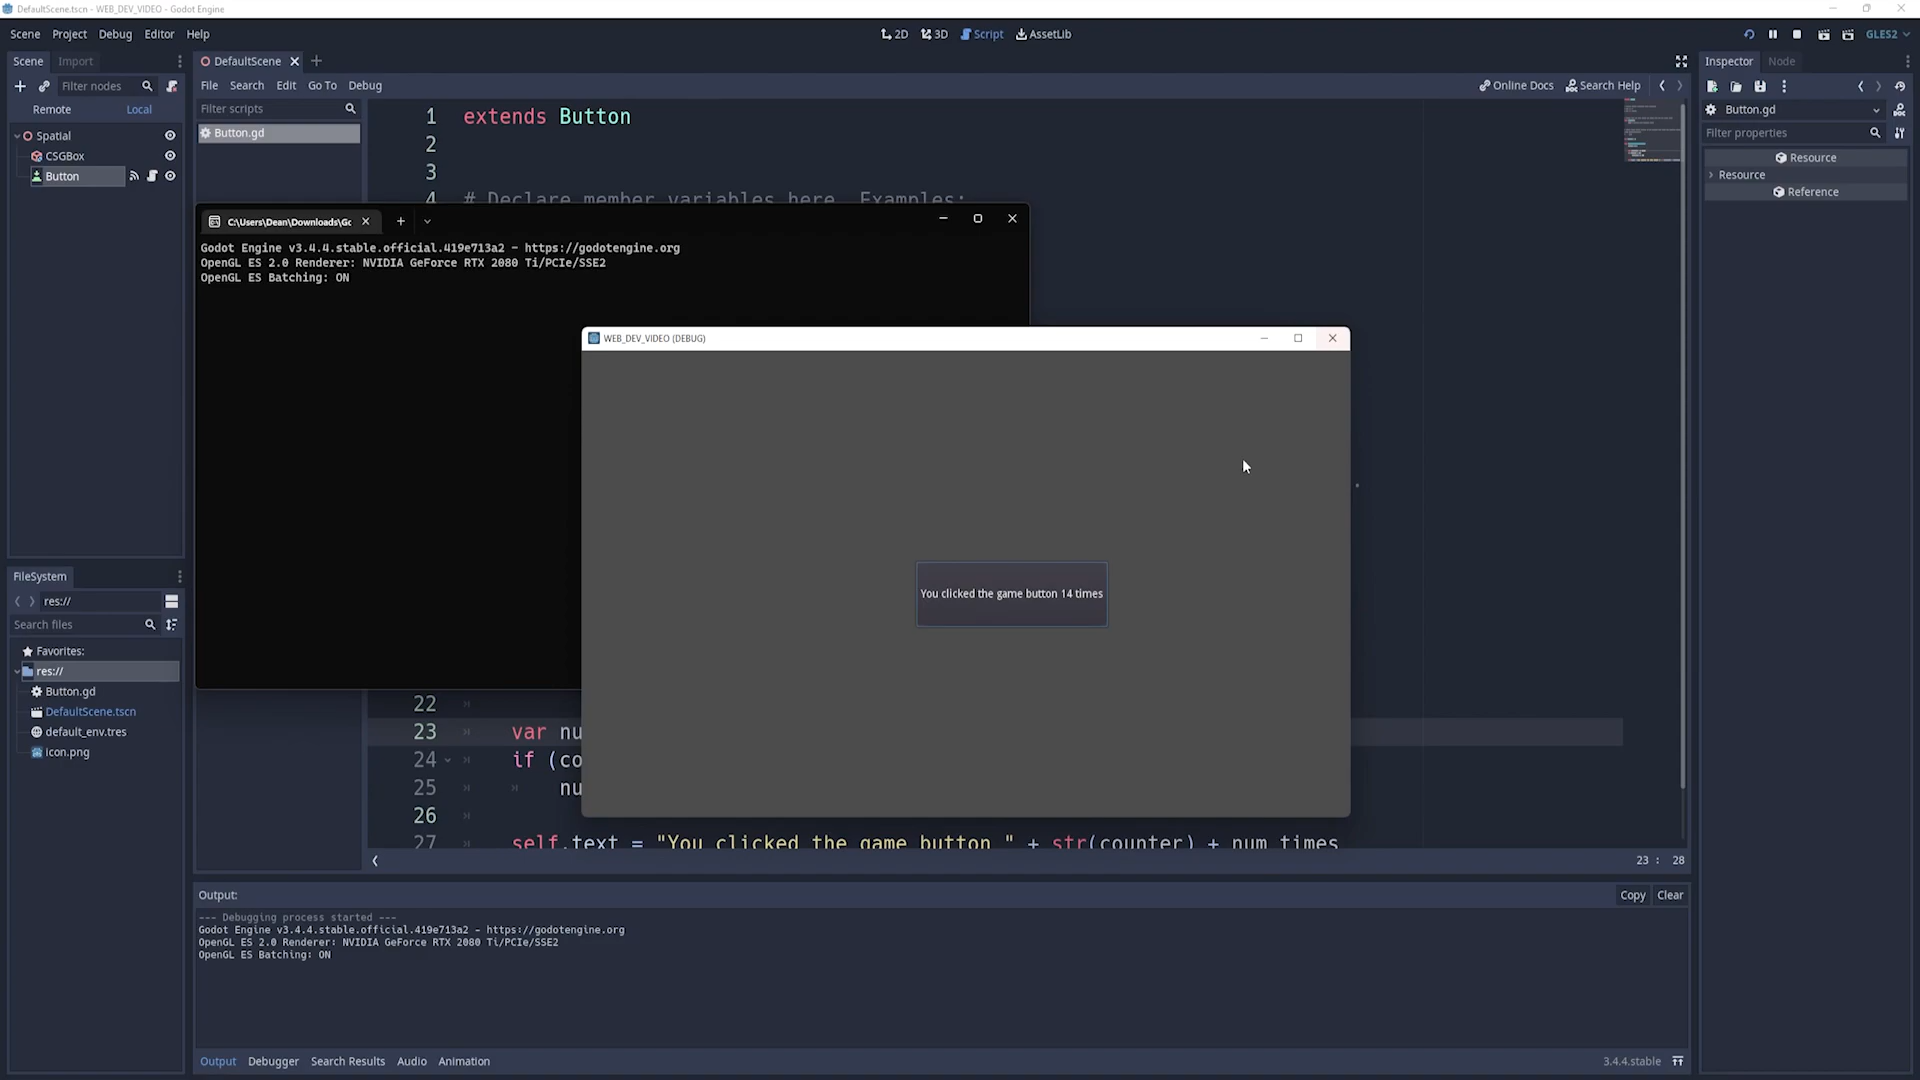 DefaultScene.tscn - WEB_DEV_VIDEO - Godot Engine
Scene Project Debug Editor Help
2D 3D Script AssetLib
GLES2
Scene Import
Filter nodes
Remote Local
Spatial
CSGBox
Button
DefaultScene
File Search Edit Go To Debug
Online Docs Search Help
Filter scripts
Button.gd
1 extends Button
2
3
4 # Declare member variables here. Examples:
C:\Users\Dean\Downloads\Gc
Godot Engine v3.4.4.stable.official.419e713a2 - https://godotengine.org
OpenGL ES 2.0 Renderer: NVIDIA GeForce RTX 2080 Ti/PCIe/SSE2
OpenGL ES Batching: ON
WEB_DEV_VIDEO (DEBUG)
You clicked the game button 14 times
22
23 var nu
24 if (co
25 nu
26
27 self.text = "You clicked the game button " + str(counter) + num_times
23 : 28
Inspector Node
Button.gd
Filter properties
Resource
Resource
Reference
FileSystem
res://
Search files
Favorites:
res://
Button.gd
DefaultScene.tscn
default_env.tres
icon.png
Output:
Copy Clear
--- Debugging process started ---
Godot Engine v3.4.4.stable.official.419e713a2 - https://godotengine.org
OpenGL ES 2.0 Renderer: NVIDIA GeForce RTX 2080 Ti/PCIe/SSE2
OpenGL ES Batching: ON
Output Debugger Search Results Audio Animation
3.4.4.stable